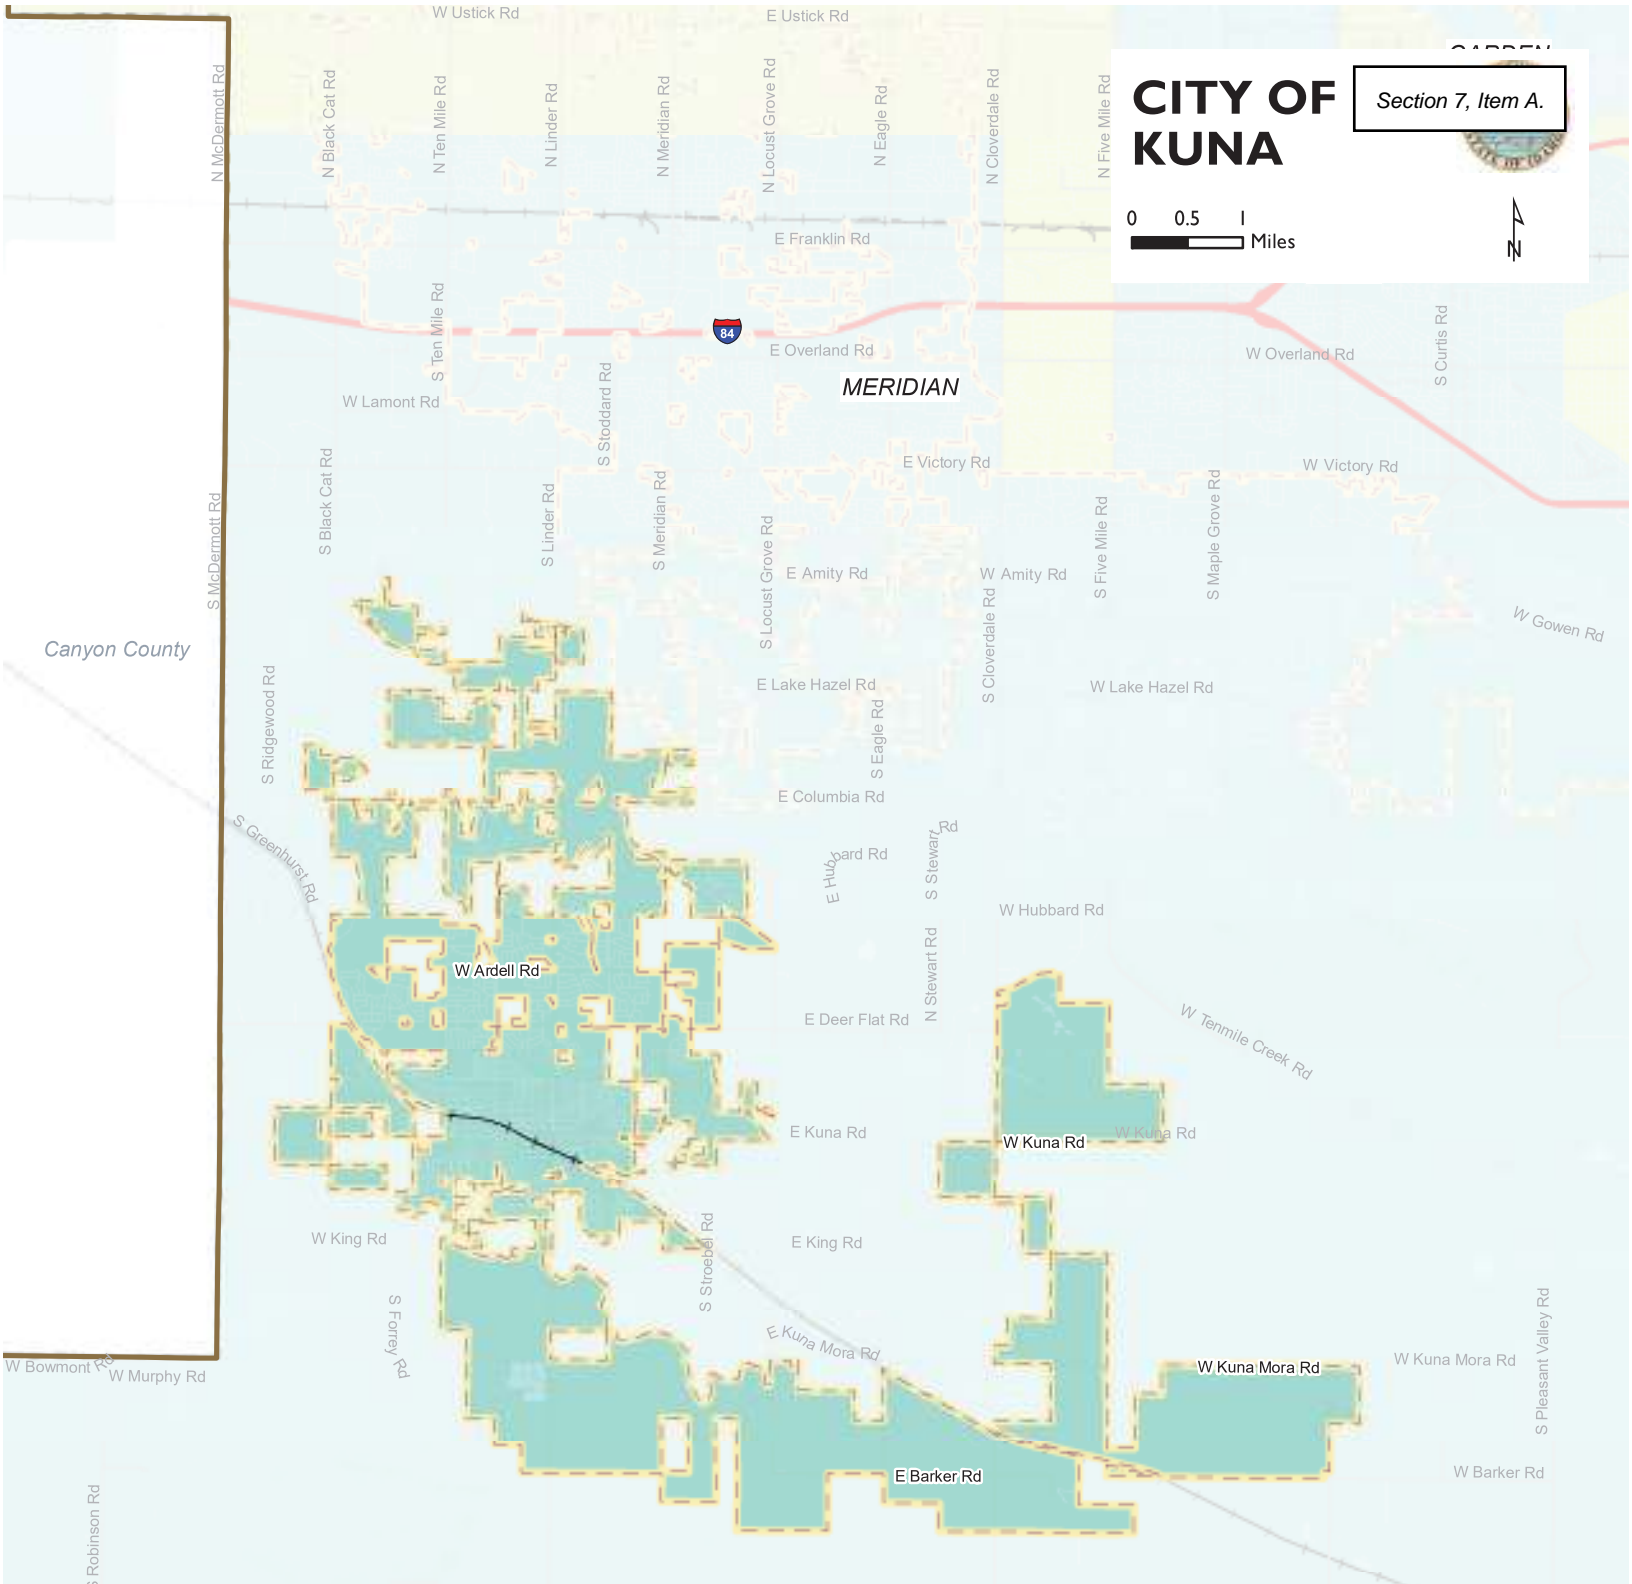 W Ustick Rd
E Ustick Rd
CITY OF
KUNA
Section 7, Item A.
N McDermott Rd
N Black Cat Rd
N Ten Mile Rd
N Linder Rd
N Meridian Rd
N Locust Grove Rd
N Eagle Rd
N Cloverdale Rd
N Five Mile Rd
0 0.5 1
Miles
N
E Franklin Rd
84
S Ten Mile Rd
E Overland Rd
W Overland Rd
S Curtis Rd
MERIDIAN
W Lamont Rd
S Stoddard Rd
E Victory Rd
W Victory Rd
S Black Cat Rd
S McDermott Rd
S Linder Rd
S Meridian Rd
S Locust Grove Rd
E Amity Rd
W Amity Rd
S Five Mile Rd
S Maple Grove Rd
S Cloverdale Rd
W Gowen Rd
Canyon County
S Ridgewood Rd
E Lake Hazel Rd
W Lake Hazel Rd
S Eagle Rd
E Columbia Rd
S Greenhurst Rd
S Stewart Rd
E Hubbard Rd
W Hubbard Rd
W Ardell Rd
N Stewart Rd
E Deer Flat Rd
W Tenmile Creek Rd
E Kuna Rd
W Kuna Rd
W Kuna Rd
W King Rd
S Stroebel Rd
E King Rd
S Forrey Rd
E Kuna Mora Rd
W Bowmont Rd
W Murphy Rd
W Kuna Mora Rd
W Kuna Mora Rd
S Pleasant Valley Rd
E Barker Rd
W Barker Rd
S Robinson Rd